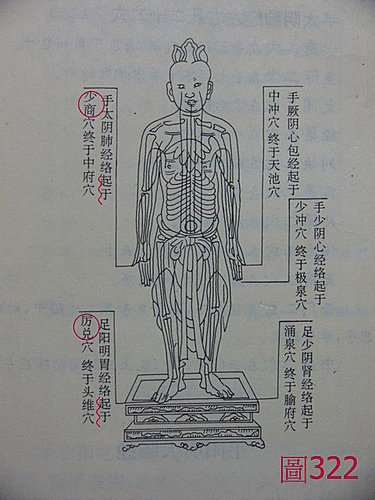 手厥阴心包经起于
中冲穴 终于天池穴
手少阴心经络起于
少冲穴 终于极泉穴
足少阴肾经络起于
涌泉穴 终于腧府穴
手太阴肺经络起于
少商穴 终于中府穴
足阳明胃经络起于
厉兑穴 终于头维穴
圖322